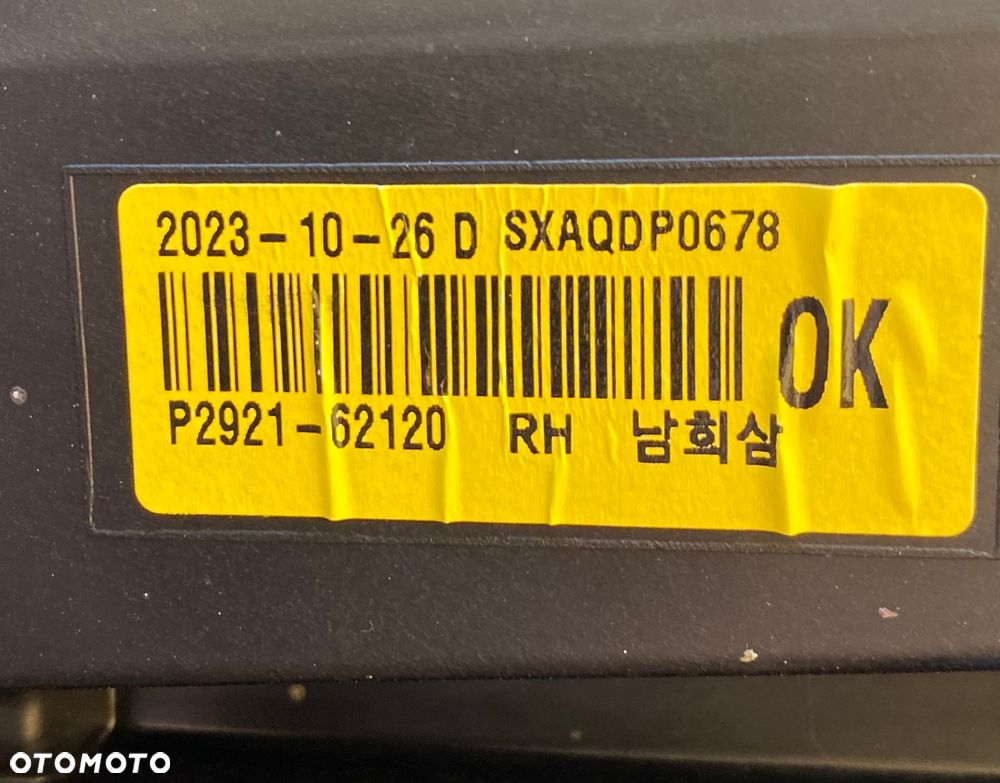 2023-10-26 D SXAQDP0678
OK
P2921-62120 RH 남희삼
OTOMOTO